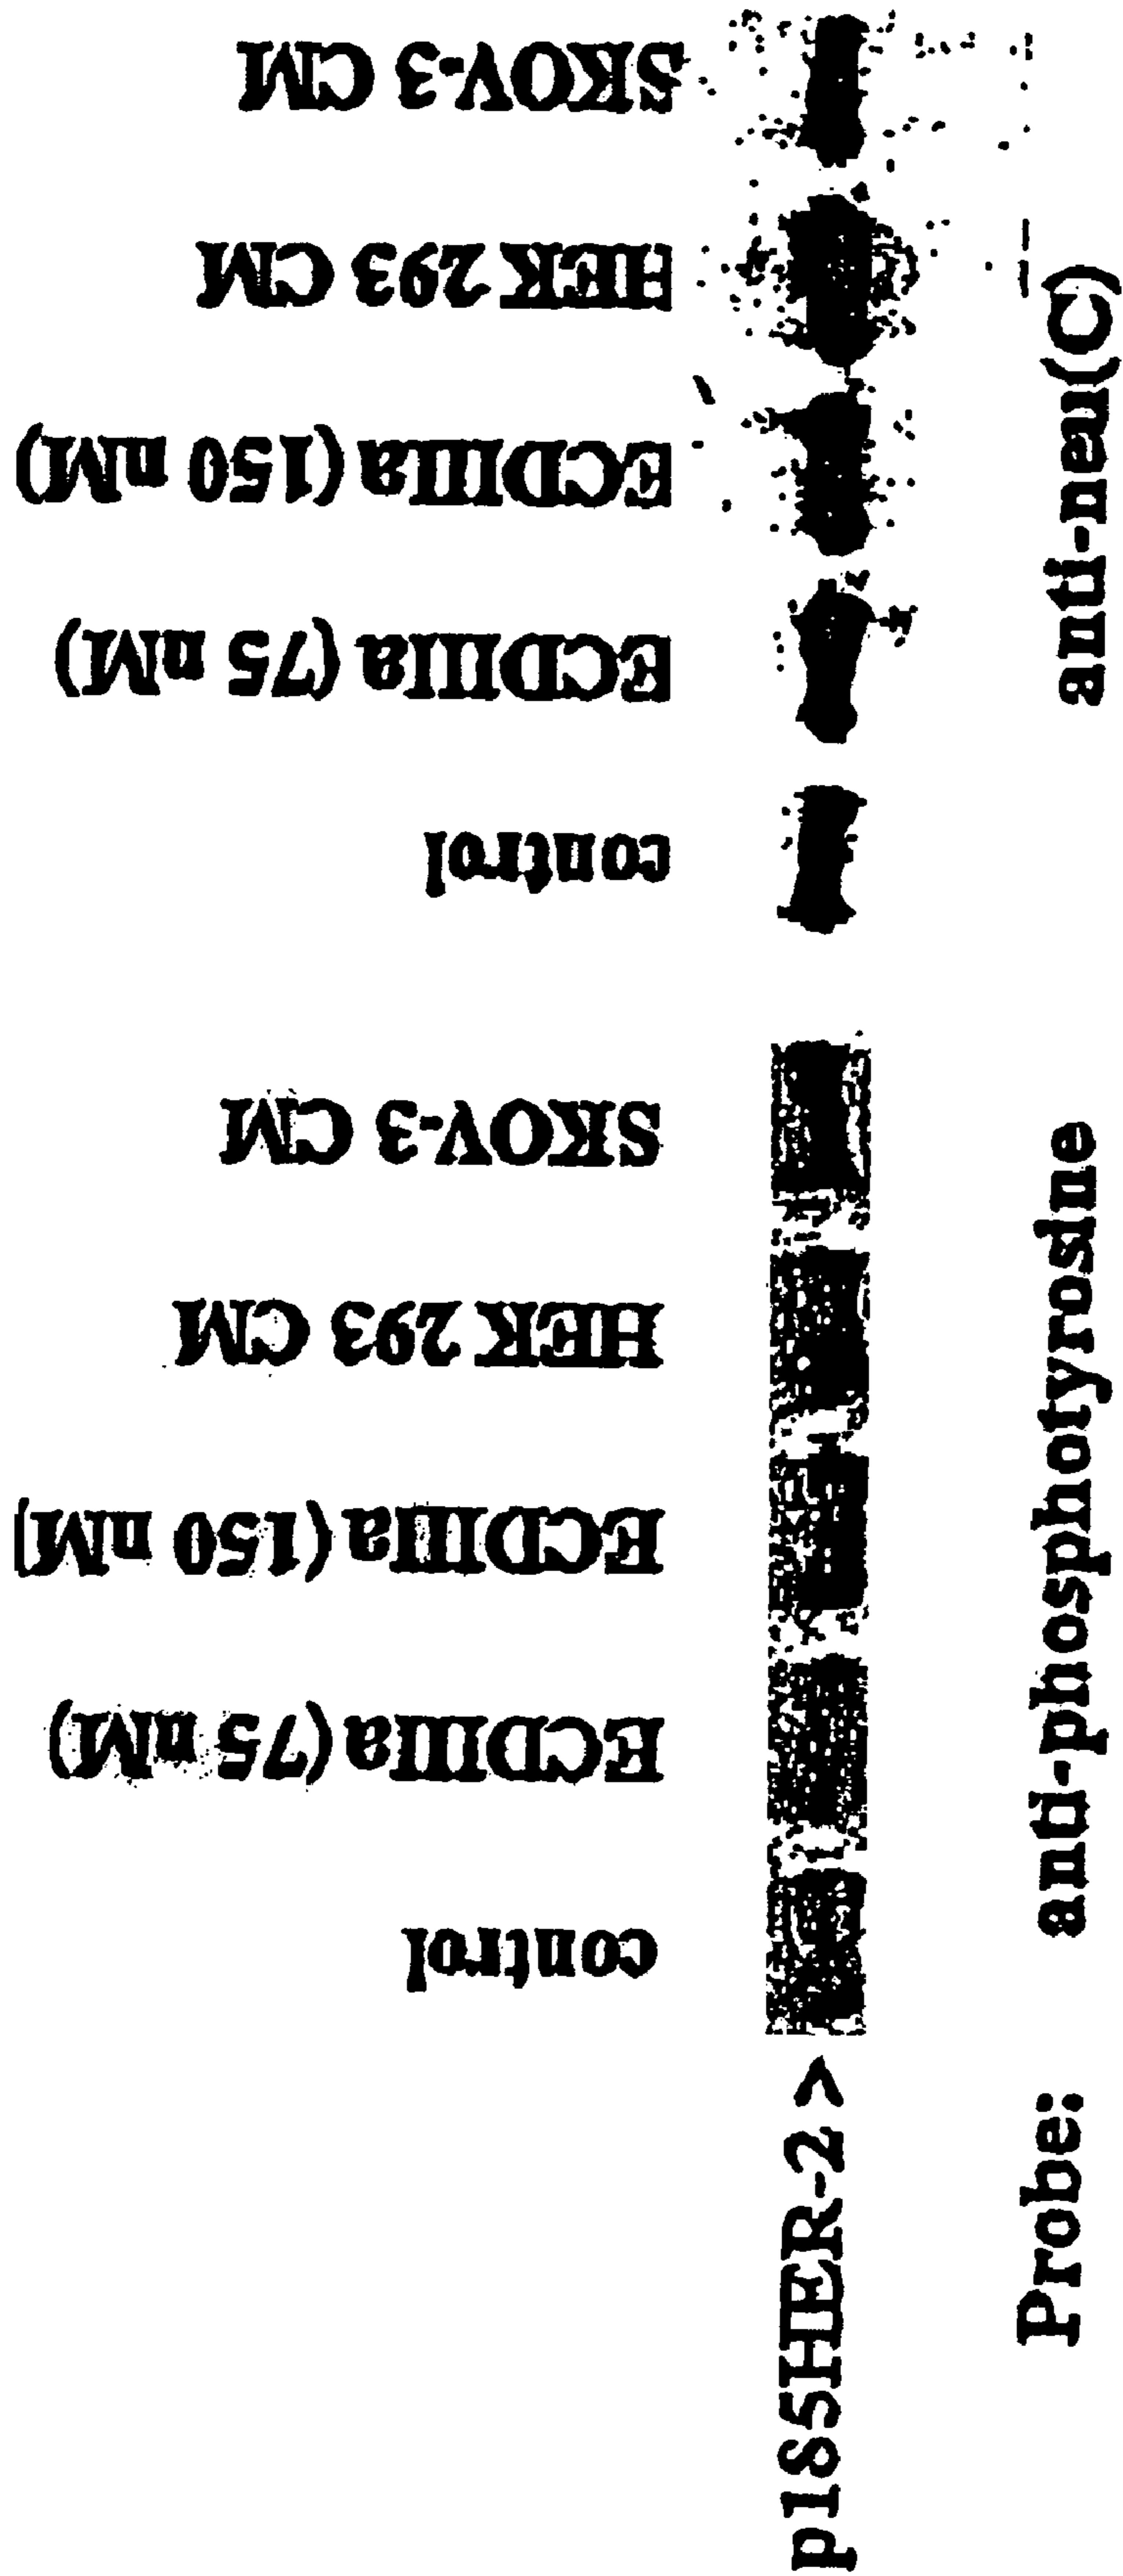 control
ECDIIIa (75 nM)
ECDIIIa (150 nM)
HEK 293 CM
SKOV-3 CM
control
ECDIIIa (75 nM)
ECDIIIa (150 nM)
HEK 293 CM
SKOV-3 CM
p185HER-2 >
Probe: anti-phosphotyrosine anti-neu(C)